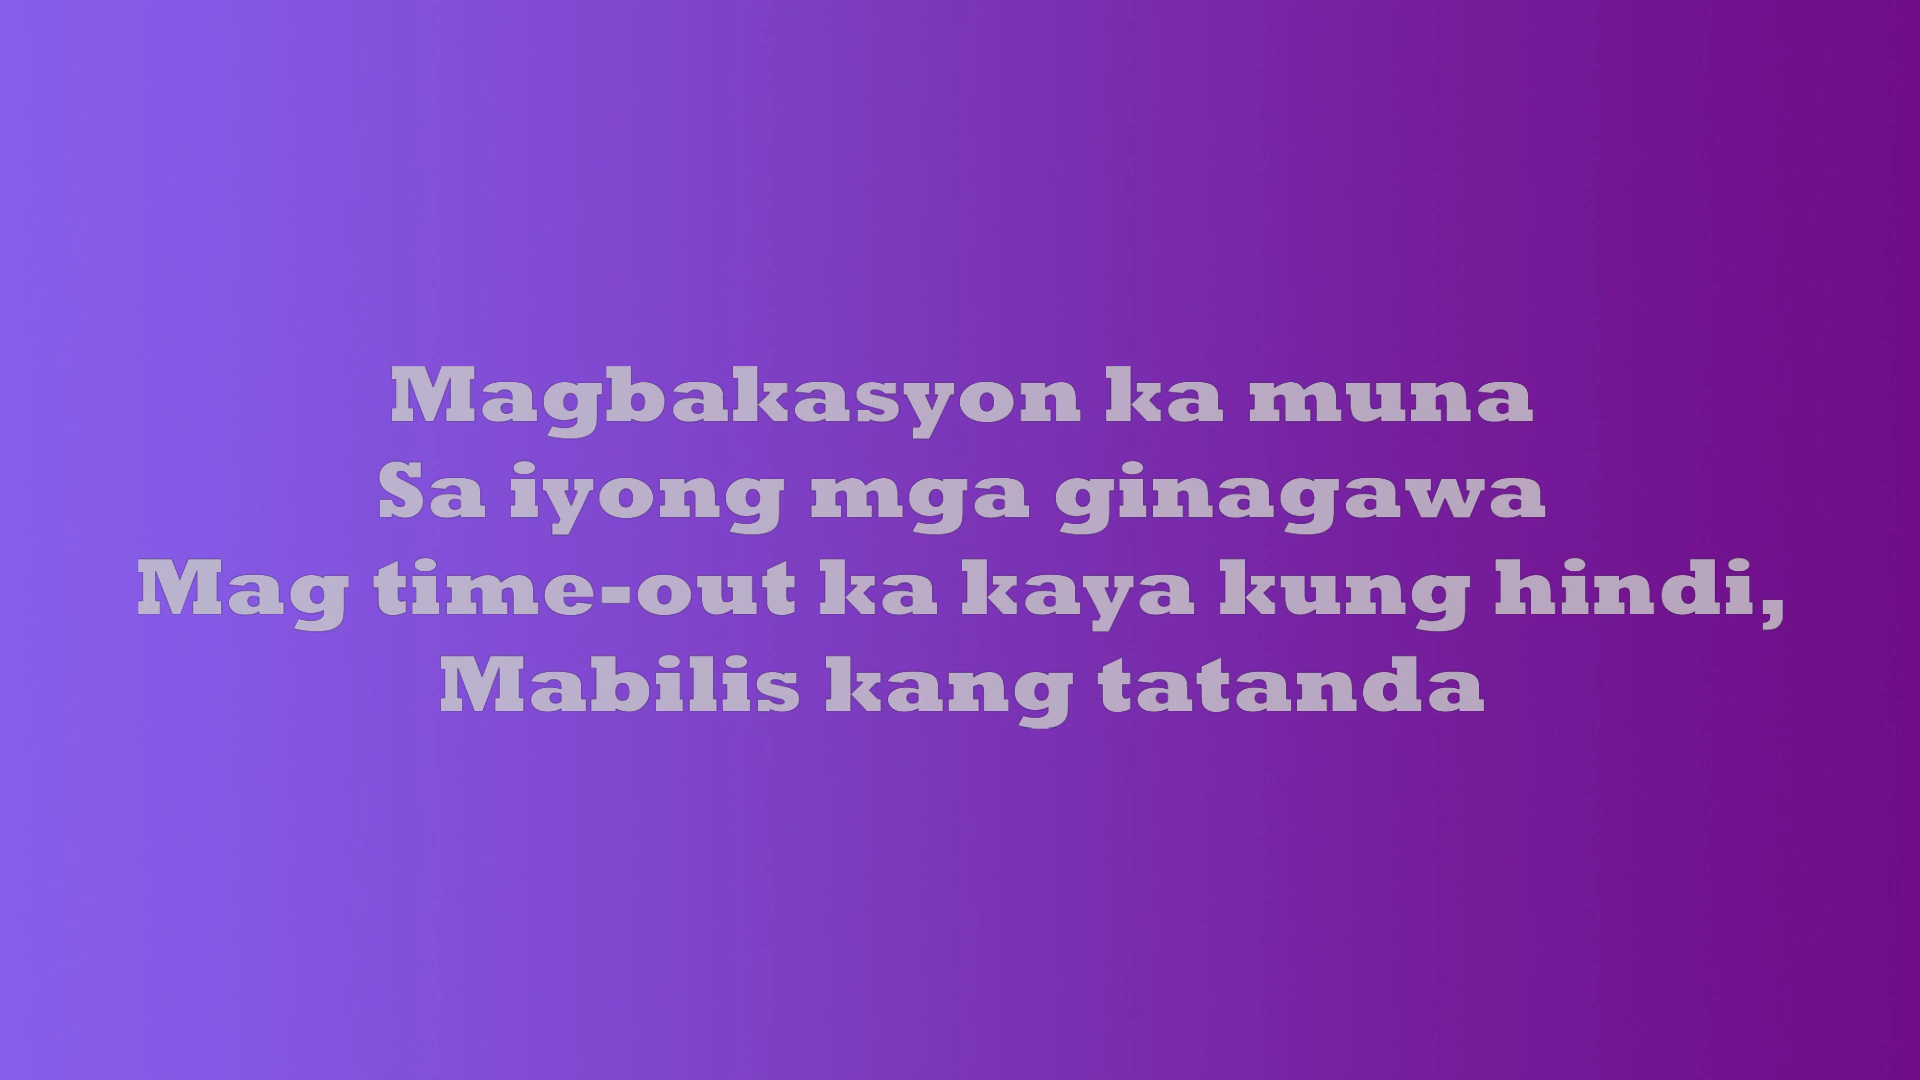 Magbakasyon ka muna
Sa iyong mga ginagawa
Mag time-out ka kaya kung hindi,
Mabilis kang tatanda